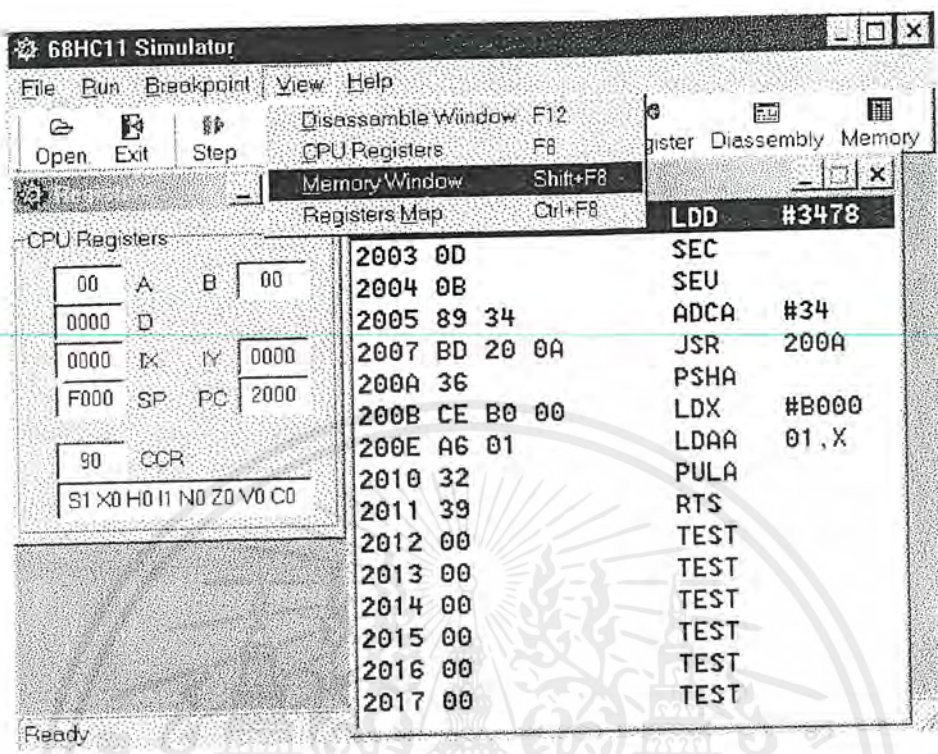 68HC11 Simulator
File Run Breakpoint View Help
Open Exit Step
Disassamble Wiindow F12
CPU Registers F8
Memory Window Shift+F8
Registers Map Ctrl+F8
gister Diassembly Memory
CPU Registers
00 A B 00
0000 D
0000 IX IY 0000
F000 SP PC 2000
90 CCR
S1 X0 H0 I1 N0 Z0 V0 C0
LDD #3478
2003 0D SEC
2004 0B SEV
2005 89 34 ADCA #34
2007 BD 20 0A JSR 200A
200A 36 PSHA
200B CE B0 00 LDX #B000
200E A6 01 LDAA 01,X
2010 32 PULA
2011 39 RTS
2012 00 TEST
2013 00 TEST
2014 00 TEST
2015 00 TEST
2016 00 TEST
2017 00 TEST
Ready